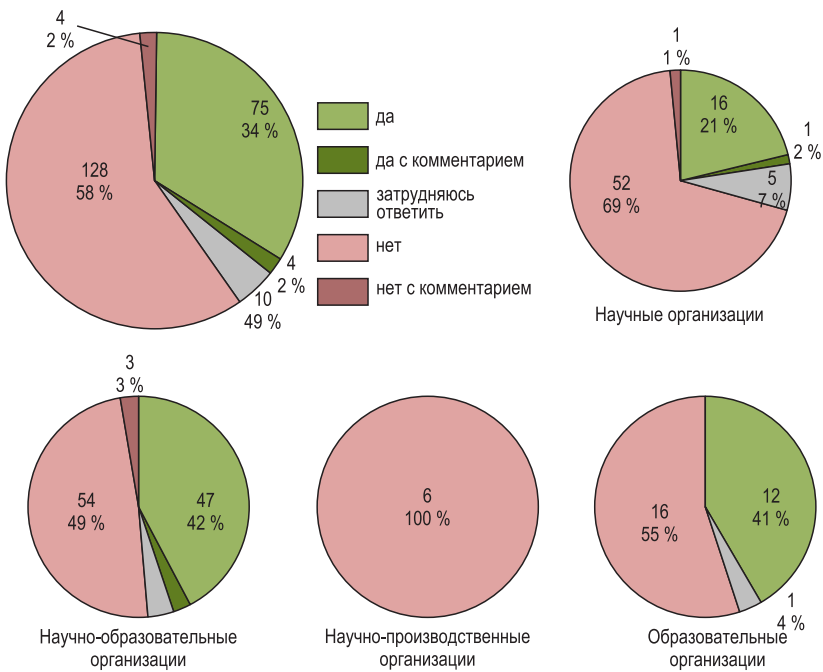 4
2 %
75
34 %
128
58 %
4
2 %
10
49 %
да
да с комментарием
затрудняюсь
ответить
нет
нет с комментарием
1
1 %
16
21 %
1
2 %
5
7 %
52
69 %
Научные организации
3
3 %
54
49 %
47
42 %
Научно-образовательные
организации
6
100 %
Научно-производственные
организации
12
41 %
16
55 %
1
4 %
Образовательные
организации